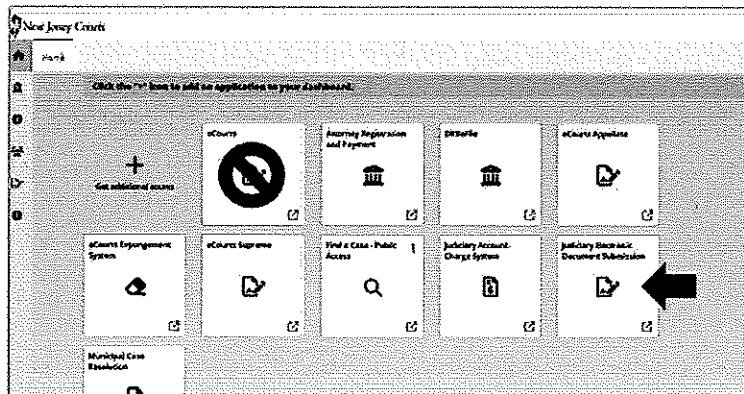 New Jersey Courts
Click the "+" icon to add an application to your dashboard.
Get additional access
eCourts
Attorney Registration
and Payment
eCourts Appellate
eCourts Expungement
System
eCourts Supreme
Find a Case - Public
Access
Judiciary Account
Charge System
Judiciary Electronic
Document Submission
Municipal Case
Resolution